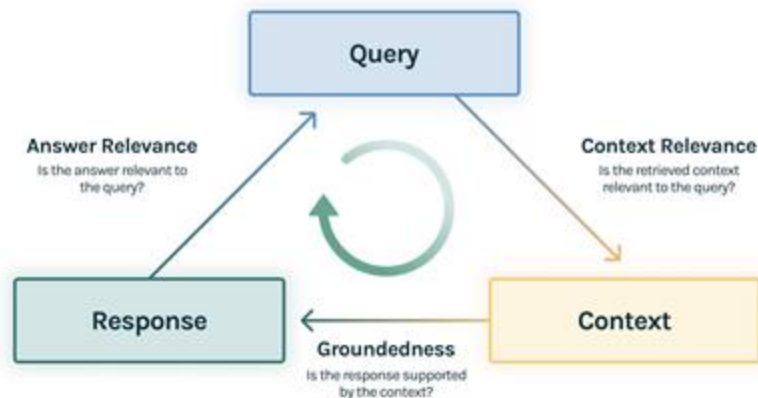 Query
Answer Relevance
Is the answer relevant to
the query?
Context Relevance
Is the retrieved context
relevant to the query?
Response
Context
Groundedness
Is the response supported
by the context?